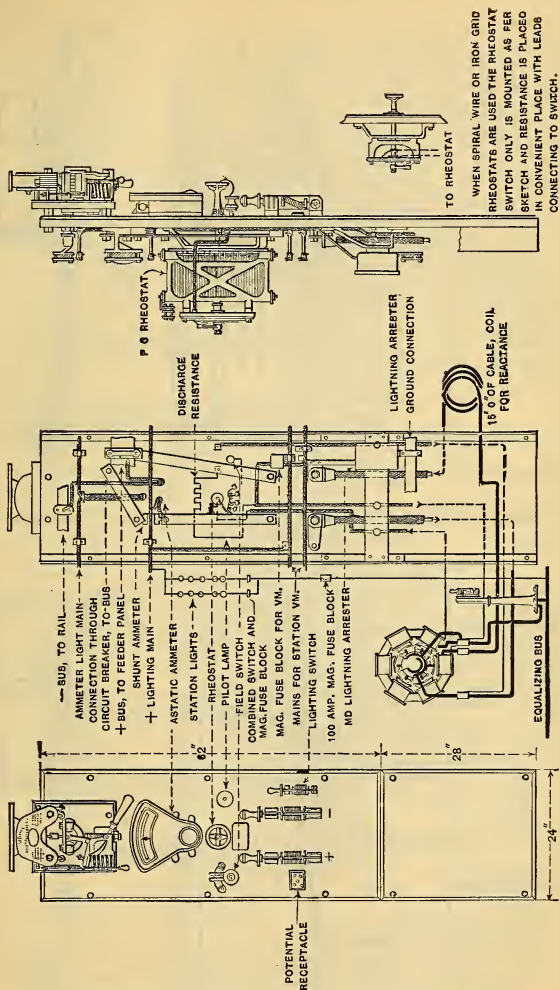 WHEN SPIRAL WIRE OR IRON GRID
RHEOSTATS ARE USED THE RHEOSTAT
SWITCH ONLY IS MOUNTED AS PER
SKETCH AND RESISTANCE IS PLACED
IN CONVENIENT PLACE WITH LEADS
CONNECTING TO SWITCH.
TO RHEOSTAT
P G RHEOSTAT
DISCHARGE
RESISTANCE
LIGHTNING ARRESTER
GROUND CONNECTION
15' 0" OF CABLE, COIL
FOR REACTANCE
— BUS, TO RAIL
AMMETER LIGHT MAIN
CONNECTION THROUGH
CIRCUIT BREAKER, TO-BUS
+ BUS, TO FEEDER PANEL
SHUNT AMMETER
+ LIGHTING MAIN
ASTATIC AMMETER
STATION LIGHTS
RHEOSTAT
PILOT LAMP
FIELD SWITCH
COMBINED SWITCH AND
MAG. FUSE BLOCK
MAG. FUSE BLOCK FOR VM.
MAINS FOR STATION VM.
LIGHTING SWITCH
100 AMP. MAG. FUSE BLOCK
MD LIGHTNING ARRESTER
EQUALIZING BUS
62"
28"
24"
+
-
POTENTIAL
RECEPTACLE